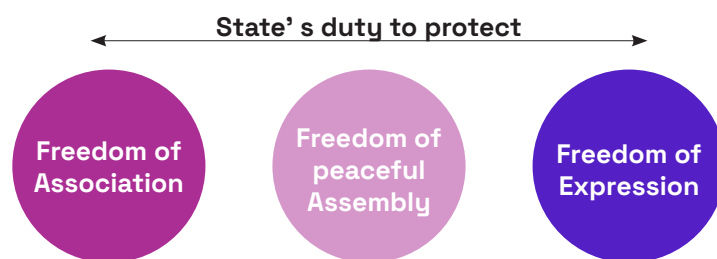 State’ s duty to protect
Freedom of
Association
Freedom of
peaceful
Assembly
Freedom of
Expression